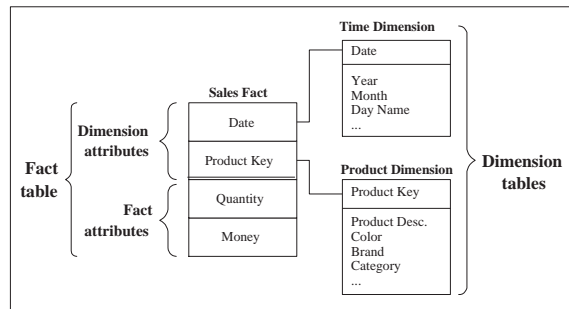 Time Dimension
Date
Year
Month
Day Name
...
Sales Fact
Date
Product Key
Quantity
Money
Dimension
attributes
Fact
attributes
Fact
table
Product Dimension
Product Key
Product Desc.
Color
Brand
Category
...
Dimension
tables